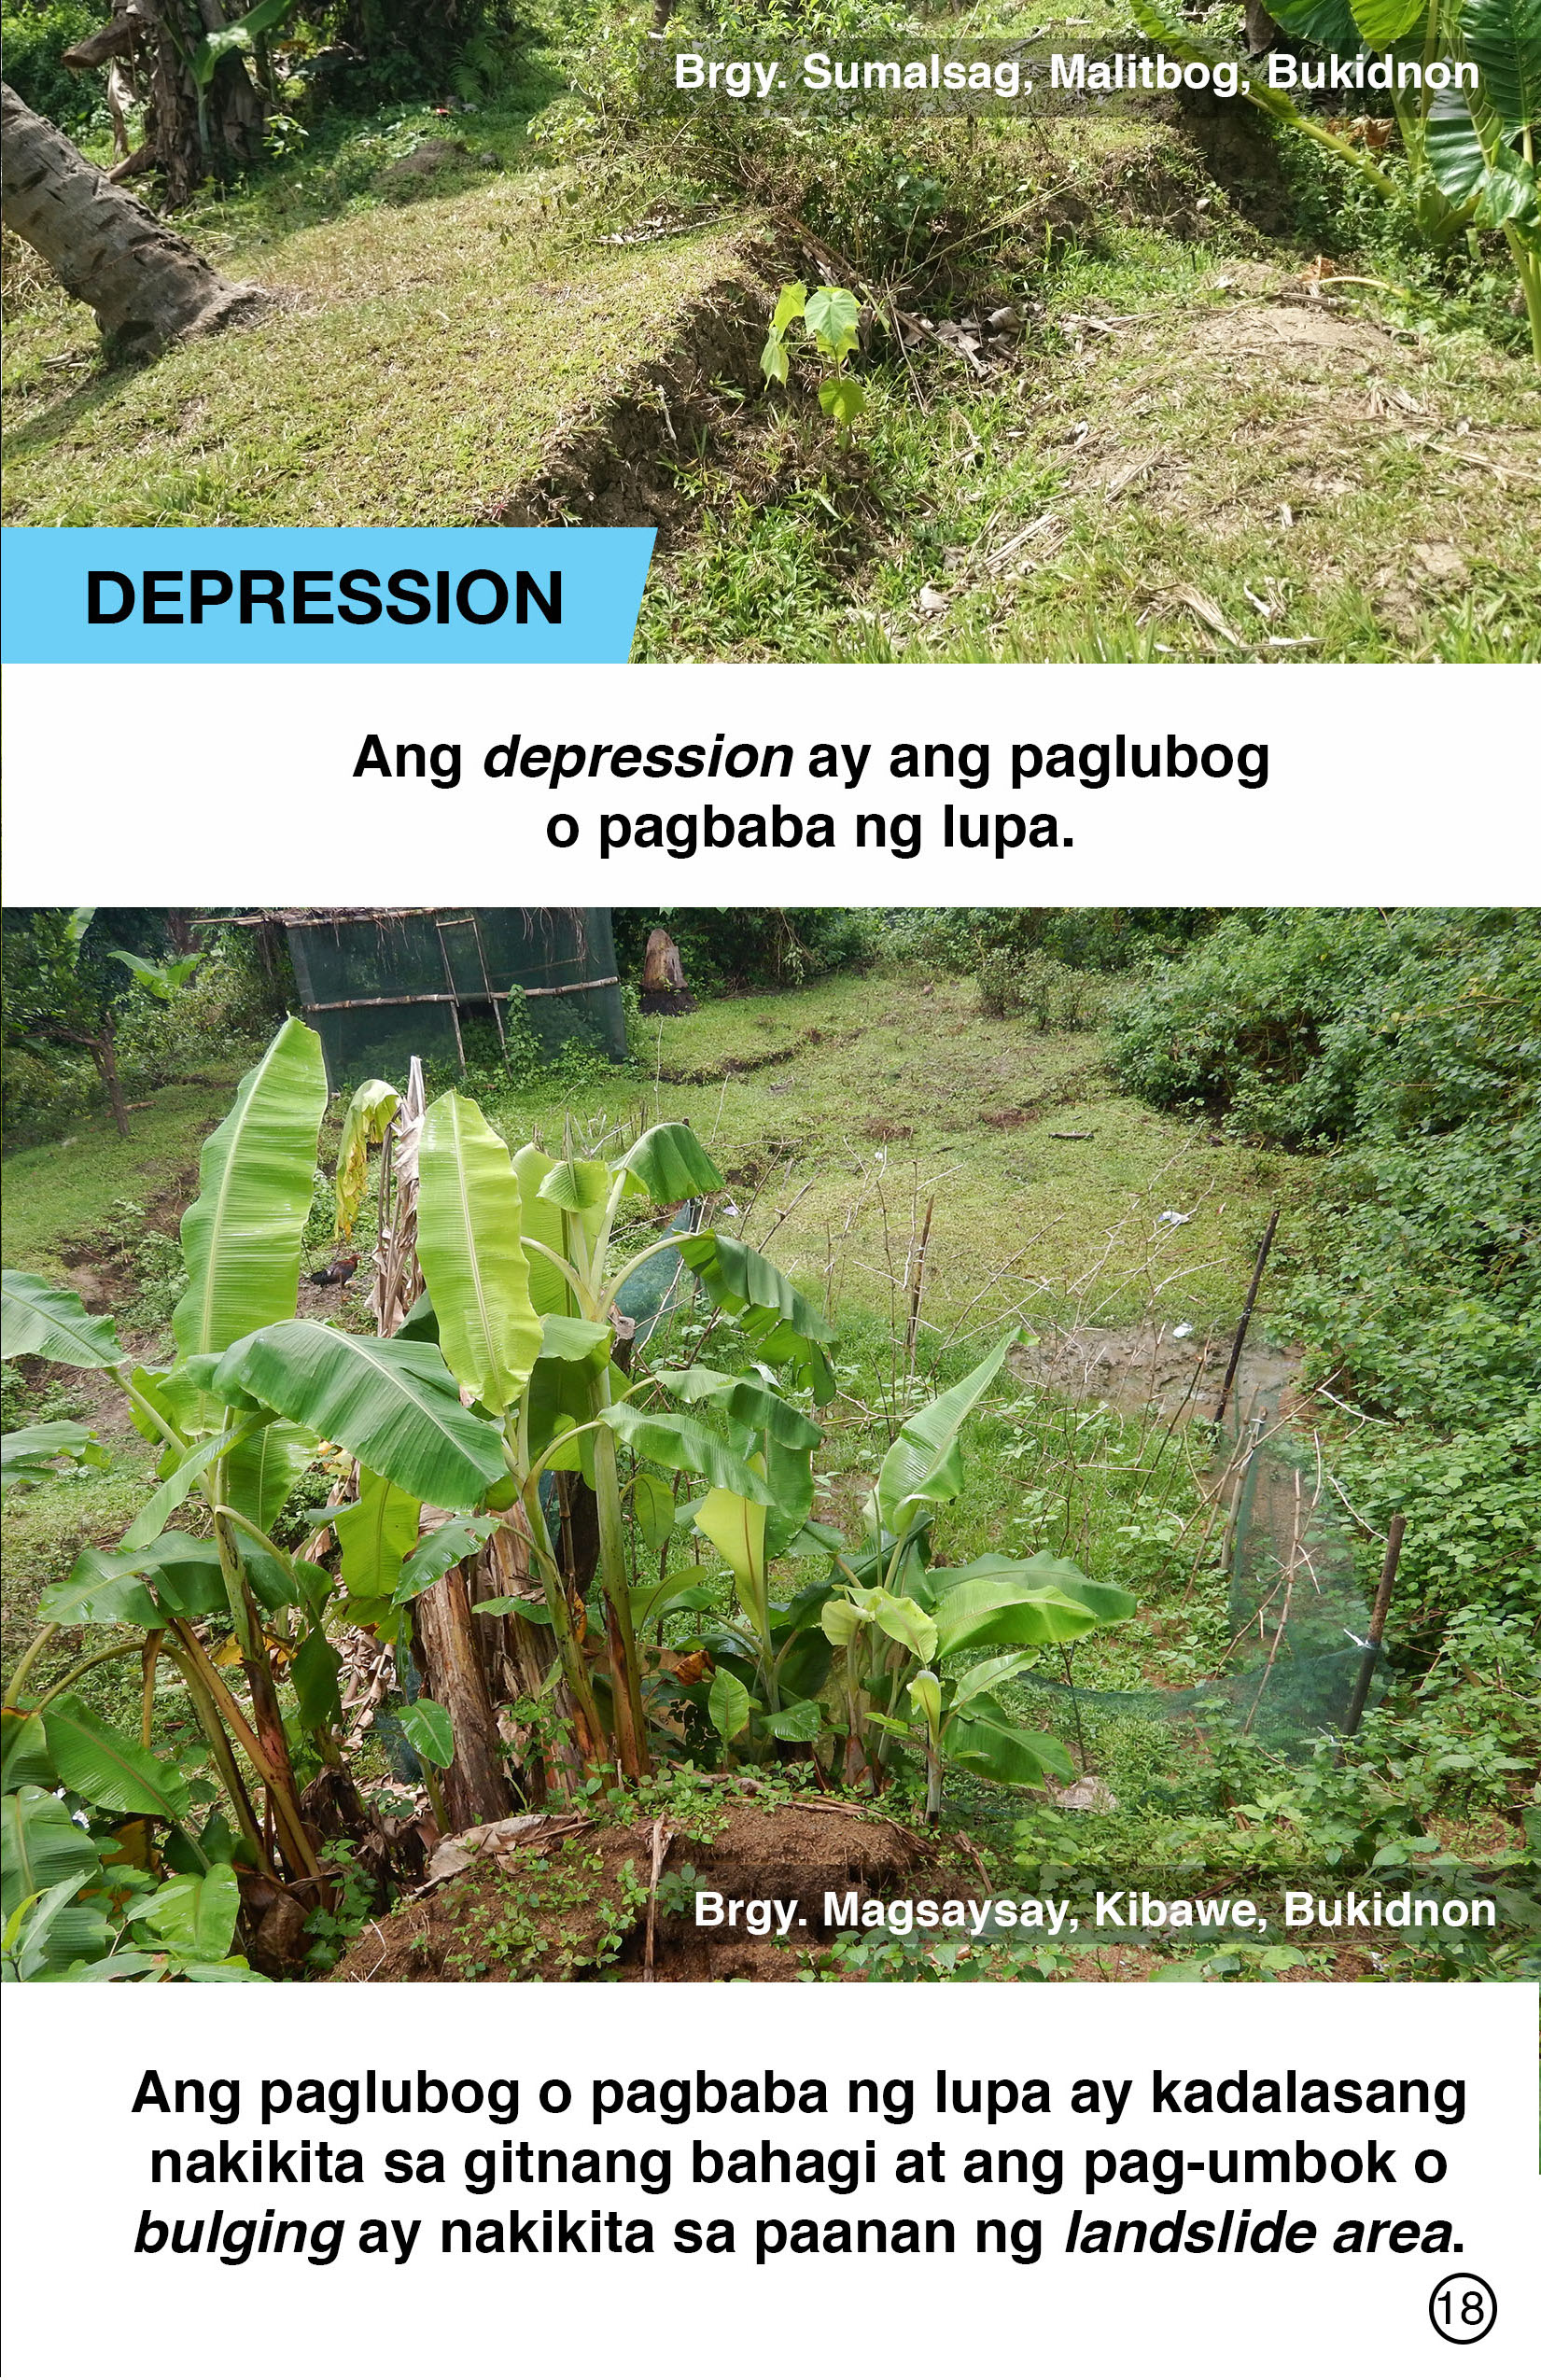 Brgy. Sumalsag, Malitbog, Bukidnon
DEPRESSION
Ang depression ay ang paglubog
o pagbaba ng lupa.
Brgy. Magsaysay, Kibawe, Bukidnon
Ang paglubog o pagbaba ng lupa ay kadalasang
nakikita sa gitnang bahagi at ang pag-umbok o
bulging ay nakikita sa paanan ng landslide area.
18